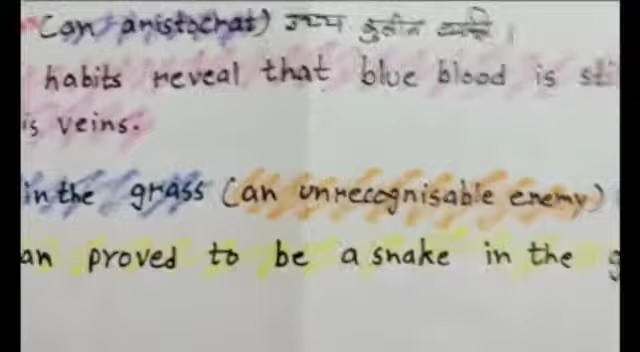 (an aristocrat) उच्च कुलीन व्यक्ति।
habits reveal that blue blood is
is veins.
in the grass (an unrecognisable enemy)
an proved to be a snake in the